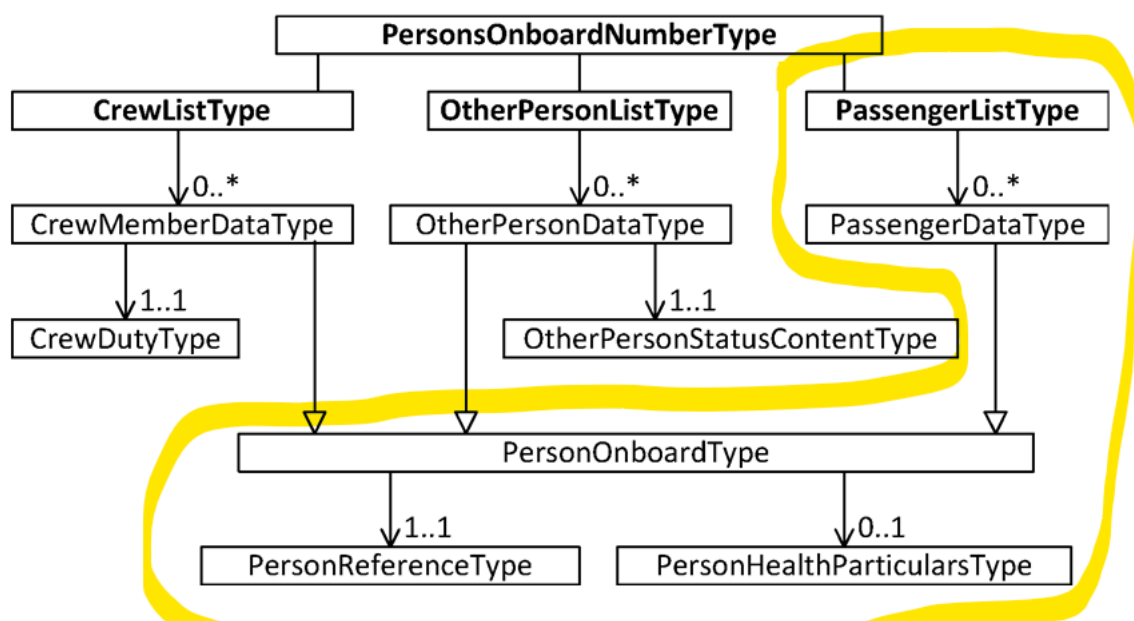 PersonsOnboardNumberType
CrewListType
OtherPersonListType
PassengerListType
0..*
0..*
0..*
CrewMemberDataType
OtherPersonDataType
PassengerDataType
1..1
1..1
CrewDutyType
OtherPersonStatusContentType
PersonOnboardType
1..1
0..1
PersonReferenceType
PersonHealthParticularsType